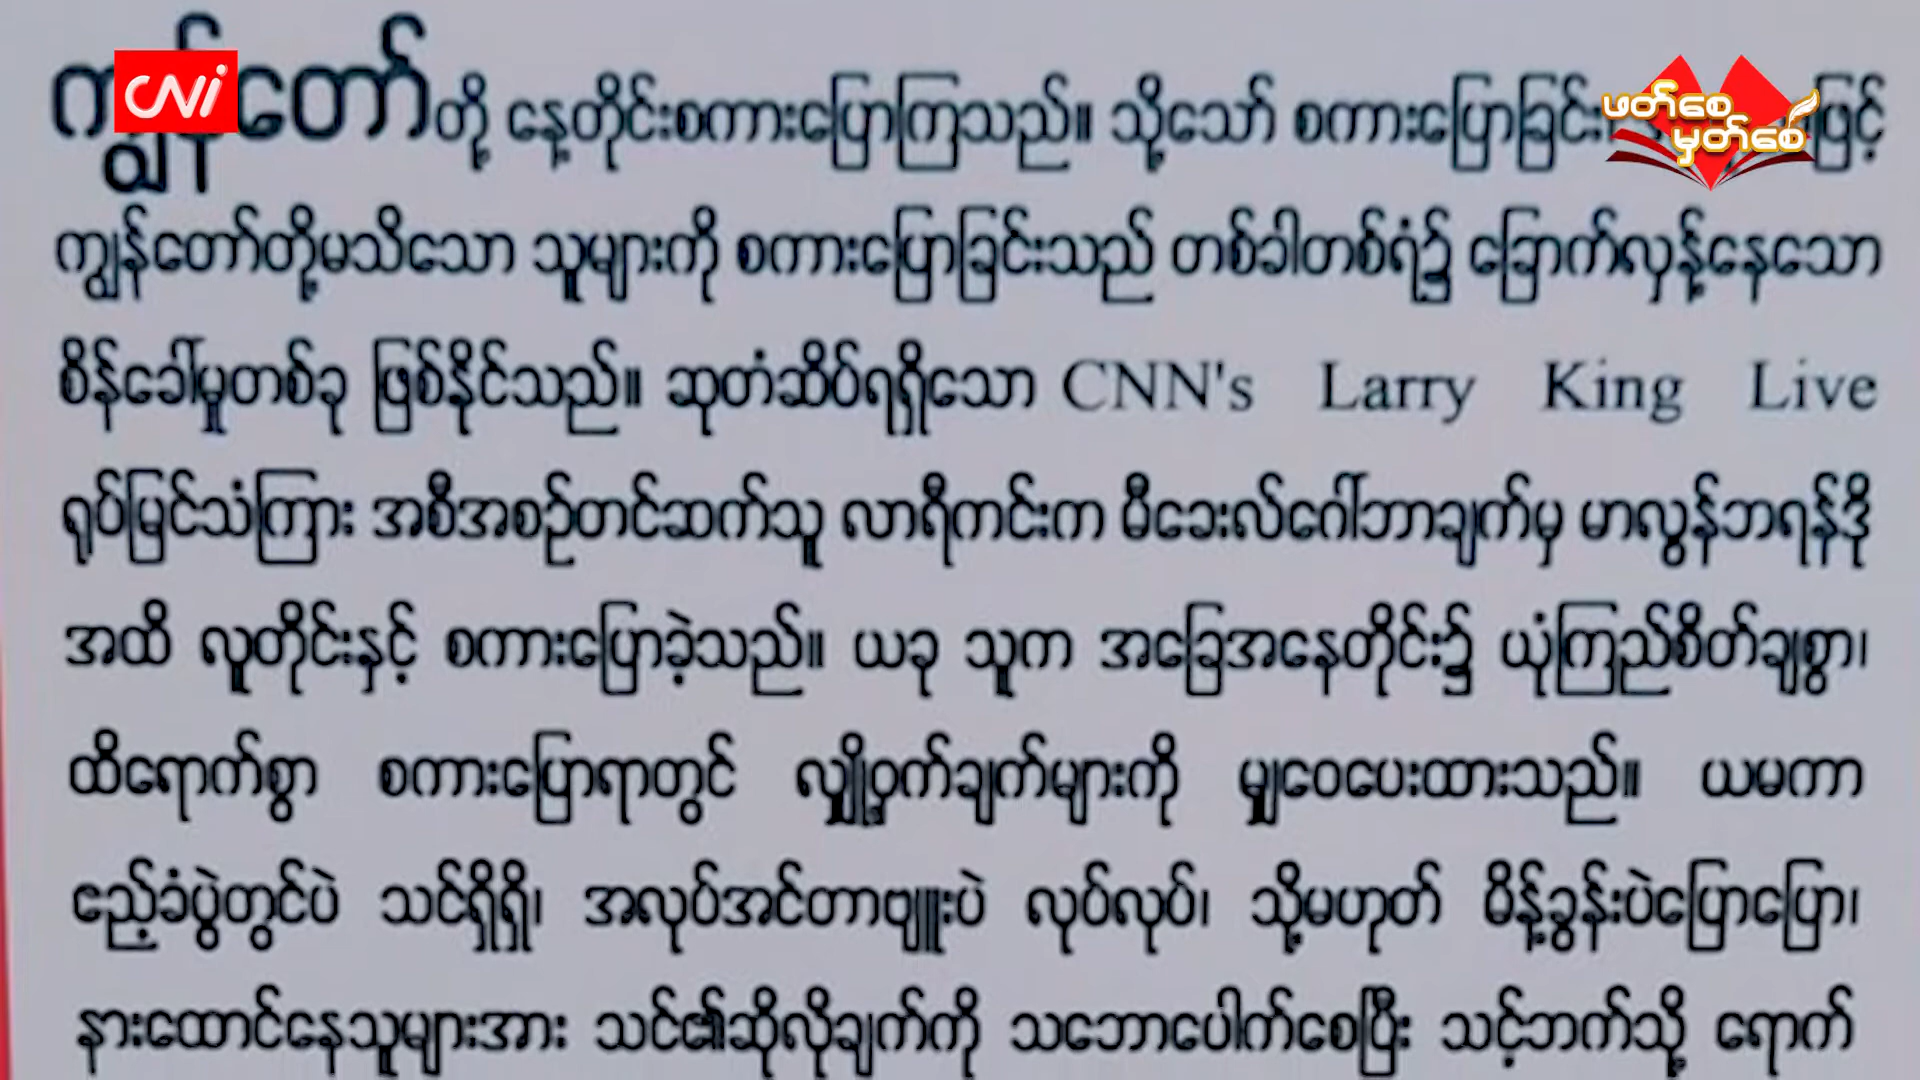 CNi
ဖတ်စေ
မှတ်စေ
ကျွန်တော်တို့ နေ့တိုင်းစကားပြောကြသည်။ သို့သော် စကားပြောခြင်း
ကျွန်တော်တို့မသိသော သူများကို စကားပြောခြင်းသည် တစ်ခါတစ်ရံ၌ ခြောက်လှန့်နေသော
စိန်ခေါ်မှုတစ်ခု ဖြစ်နိုင်သည်။ ဆုတံဆိပ်ရရှိသော CNN's Larry King Live
ရုပ်မြင်သံကြား အစီအစဉ်တင်ဆက်သူ လာရီကင်းက မီခေးလ်ဂေါ်ဘာချက်မှ မာလွန်ဘရန်ဒို
အထိ လူတိုင်းနှင့် စကားပြောခဲ့သည်။ ယခု သူက အခြေအနေတိုင်း၌ ယုံကြည်စိတ်ချစွာ၊
ထိရောက်စွာ စကားပြောရာတွင် လျှို့ဝှက်ချက်များကို မျှဝေပေးထားသည်။ ယမကာ
ဧည့်ခံပွဲတွင်ပဲ သင်ရှိရှိ၊ အလုပ်အင်တာဗျူးပဲ လုပ်လုပ်၊ သို့မဟုတ် မိန့်ခွန်းပဲပြောပြော၊
နားထောင်နေသူများအား သင်၏ဆိုလိုချက်ကို သဘောပေါက်စေပြီး သင့်ဘက်သို့ ရောက်